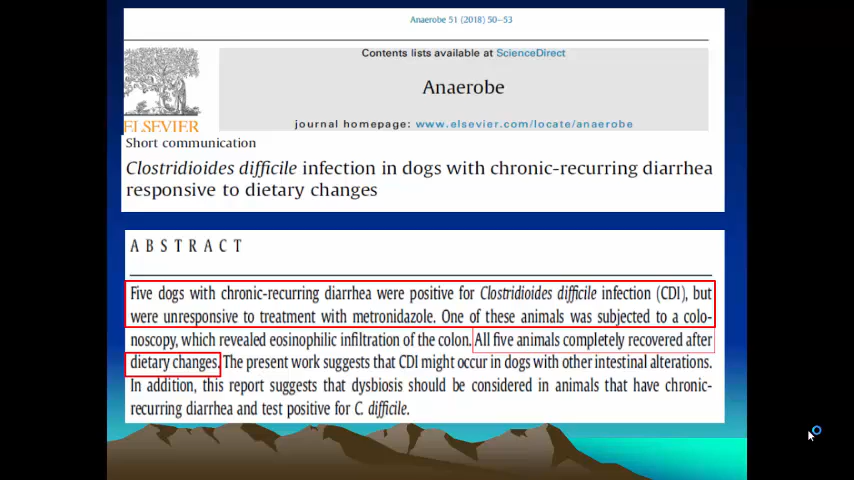 Anaerobe 51 (2018) 50–53
Contents lists available at ScienceDirect
Anaerobe
ELSEVIER
journal homepage: www.elsevier.com/locate/anaerobe
Short communication
Clostridioides difficile infection in dogs with chronic-recurring diarrhea
responsive to dietary changes
ABSTRACT
Five dogs with chronic-recurring diarrhea were positive for Clostridioides difficile infection (CDI), but
were unresponsive to treatment with metronidazole. One of these animals was subjected to a colo-
noscopy, which revealed eosinophilic infiltration of the colon. All five animals completely recovered after
dietary changes. The present work suggests that CDI might occur in dogs with other intestinal alterations.
In addition, this report suggests that dysbiosis should be considered in animals that have chronic-
recurring diarrhea and test positive for C. difficile.